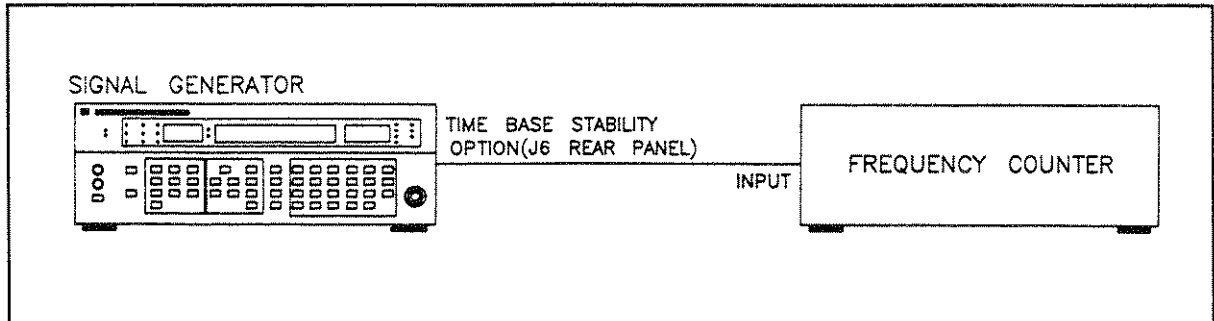 SIGNAL GENERATOR
TIME BASE STABILITY
OPTION(J6 REAR PANEL)
INPUT
FREQUENCY COUNTER